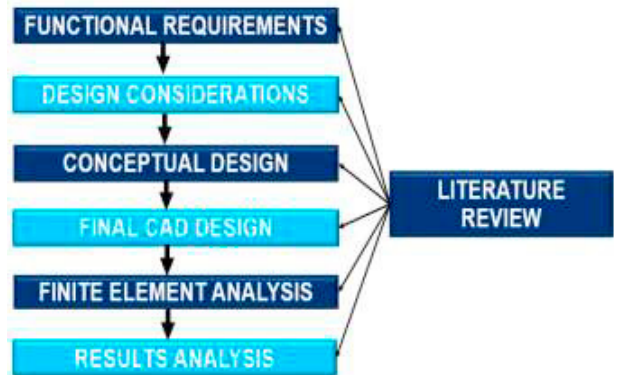 FUNCTIONAL REQUIREMENTS
DESIGN CONSIDERATIONS
CONCEPTUAL DESIGN
FINAL CAD DESIGN
FINITE ELEMENT ANALYSIS
RESULTS ANALYSIS
LITERATURE
REVIEW